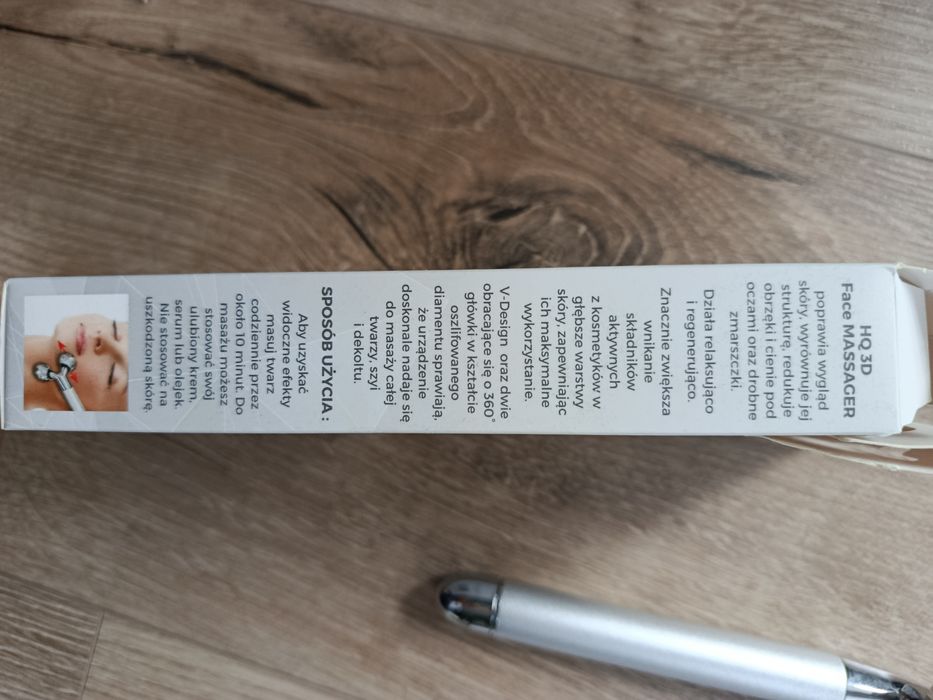 HQ 3D
Face MASSAGER
poprawia wygląd
skóry, wyrównuje jej
strukturę, redukuje
obrzęki i cienie pod
oczami oraz drobne
zmarszczki.
Działa relaksująco
i regenerująco.
Znacznie zwiększa
wnikanie
składników
aktywnych
z kosmetyków w
głębsze warstwy
skóry, zapewniając
ich maksymalne
wykorzystanie.
V-Design oraz dwie
obracające się o 360°
główki w kształcie
oszlifowanego
diamentu sprawiają,
że urządzenie
doskonale nadaje się
do masaży całej
twarzy, szyi
i dekoltu.
SPOSÓB UŻYCIA :
Aby uzyskać
widoczne efekty
masuj twarz
codziennie przez
około 10 minut. Do
masażu możesz
stosować swój
ulubiony krem,
serum lub olejek.
Nie stosować na
uszkodzoną skórę.